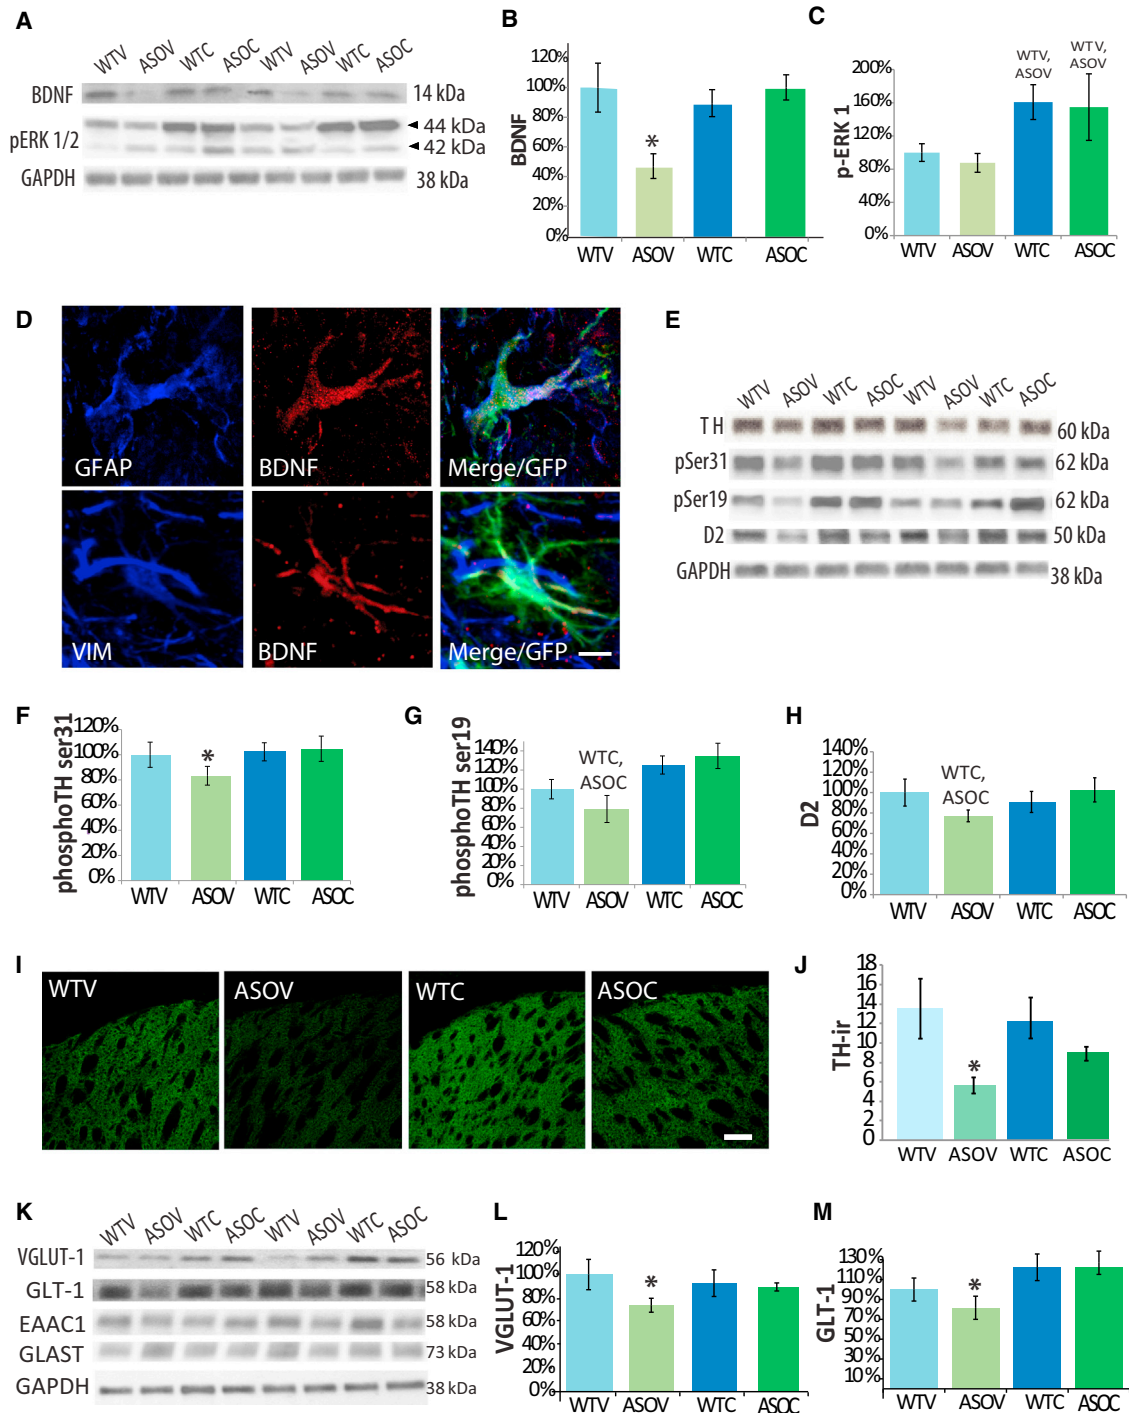 A
WTV ASOV WTC ASOC WTV ASOV WTC ASOC
BDNF 14 kDa
pERK 1/2 44 kDa
42 kDa
GAPDH 38 kDa
B
BDNF
120%
100%
80%
60%
40%
20%
0%
*
WTV ASOV WTC ASOC
C
p-ERK 1
200%
160%
120%
80%
40%
0%
WTV, ASOV
WTV, ASOV
WTV ASOV WTC ASOC
D
GFAP BDNF Merge/GFP
VIM BDNF Merge/GFP
E
WTV ASOV WTC ASOC WTV ASOV WTC ASOC
TH 60 kDa
pSer31 62 kDa
pSer19 62 kDa
D2 50 kDa
GAPDH 38 kDa
F
phosphoTH ser31
120%
100%
80%
60%
40%
20%
0%
*
WTV ASOV WTC ASOC
G
phosphoTH ser19
140%
120%
100%
80%
60%
40%
20%
0%
WTC,
ASOC
WTV ASOV WTC ASOC
H
D2
140%
120%
100%
80%
60%
40%
20%
0%
WTC,
ASOC
WTV ASOV WTC ASOC
I
WTV ASOV WTC ASOC
J
TH-ir
18
16
14
12
10
8
6
4
2
0
*
WTV ASOV WTC ASOC
K
WTV ASOV WTC ASOC WTV ASOV WTC ASOC
VGLUT-1 56 kDa
GLT-1 58 kDa
EAAC1 58 kDa
GLAST 73 kDa
GAPDH 38 kDa
L
VGLUT-1
120%
100%
80%
60%
40%
20%
0%
*
WTV ASOV WTC ASOC
M
GLT-1
130%
110%
90%
70%
50%
30%
10%
*
WTV ASOV WTC ASOC